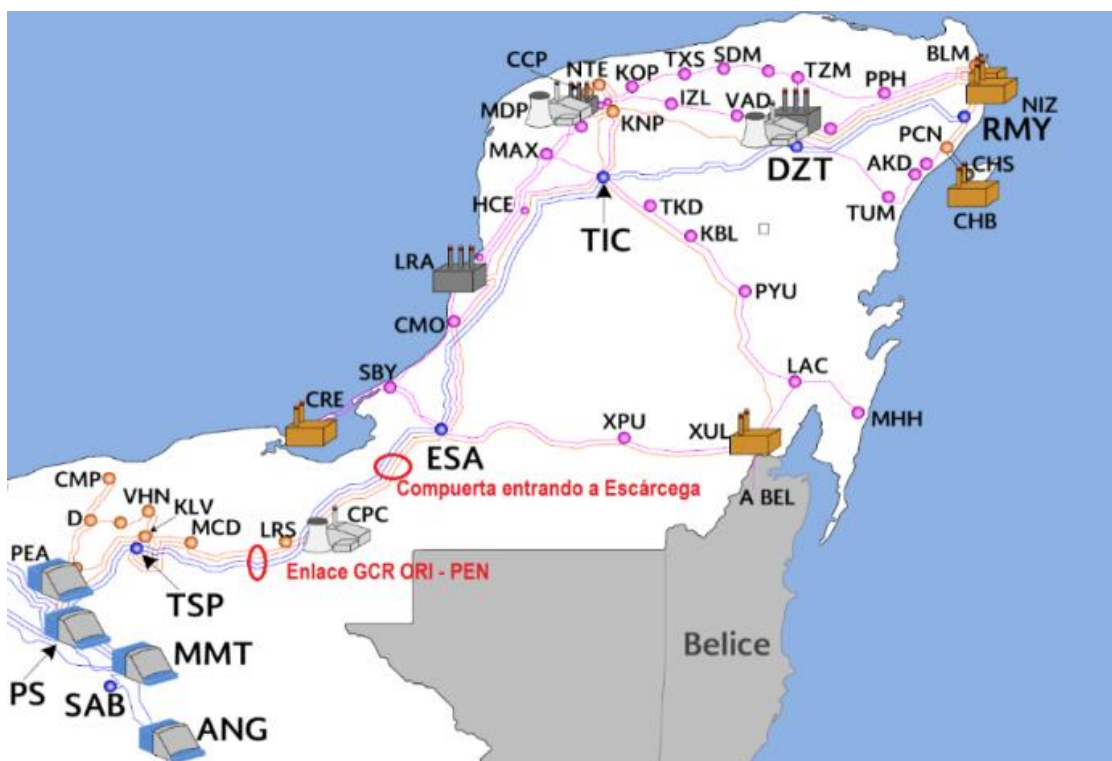 BLM
CCP
NTE
KOP
TXS
SDM
TZM
PPH
MDP
IZL
VAD
NIZ
KNP
RMY
PCN
MAX
DZT
AKD
CHS
HCE
TKD
TUM
CHB
TIC
KBL
LRA
PYU
CMO
LAC
SBY
CRE
XPU
XUL
MHH
ESA
CMP
Compuerta entrando a Escárcega
A BEL
VHN
KLV
D
MCD
LRS
CPC
PEA
Enlace GCR ORI - PEN
TSP
Belice
MMT
PS
SAB
ANG